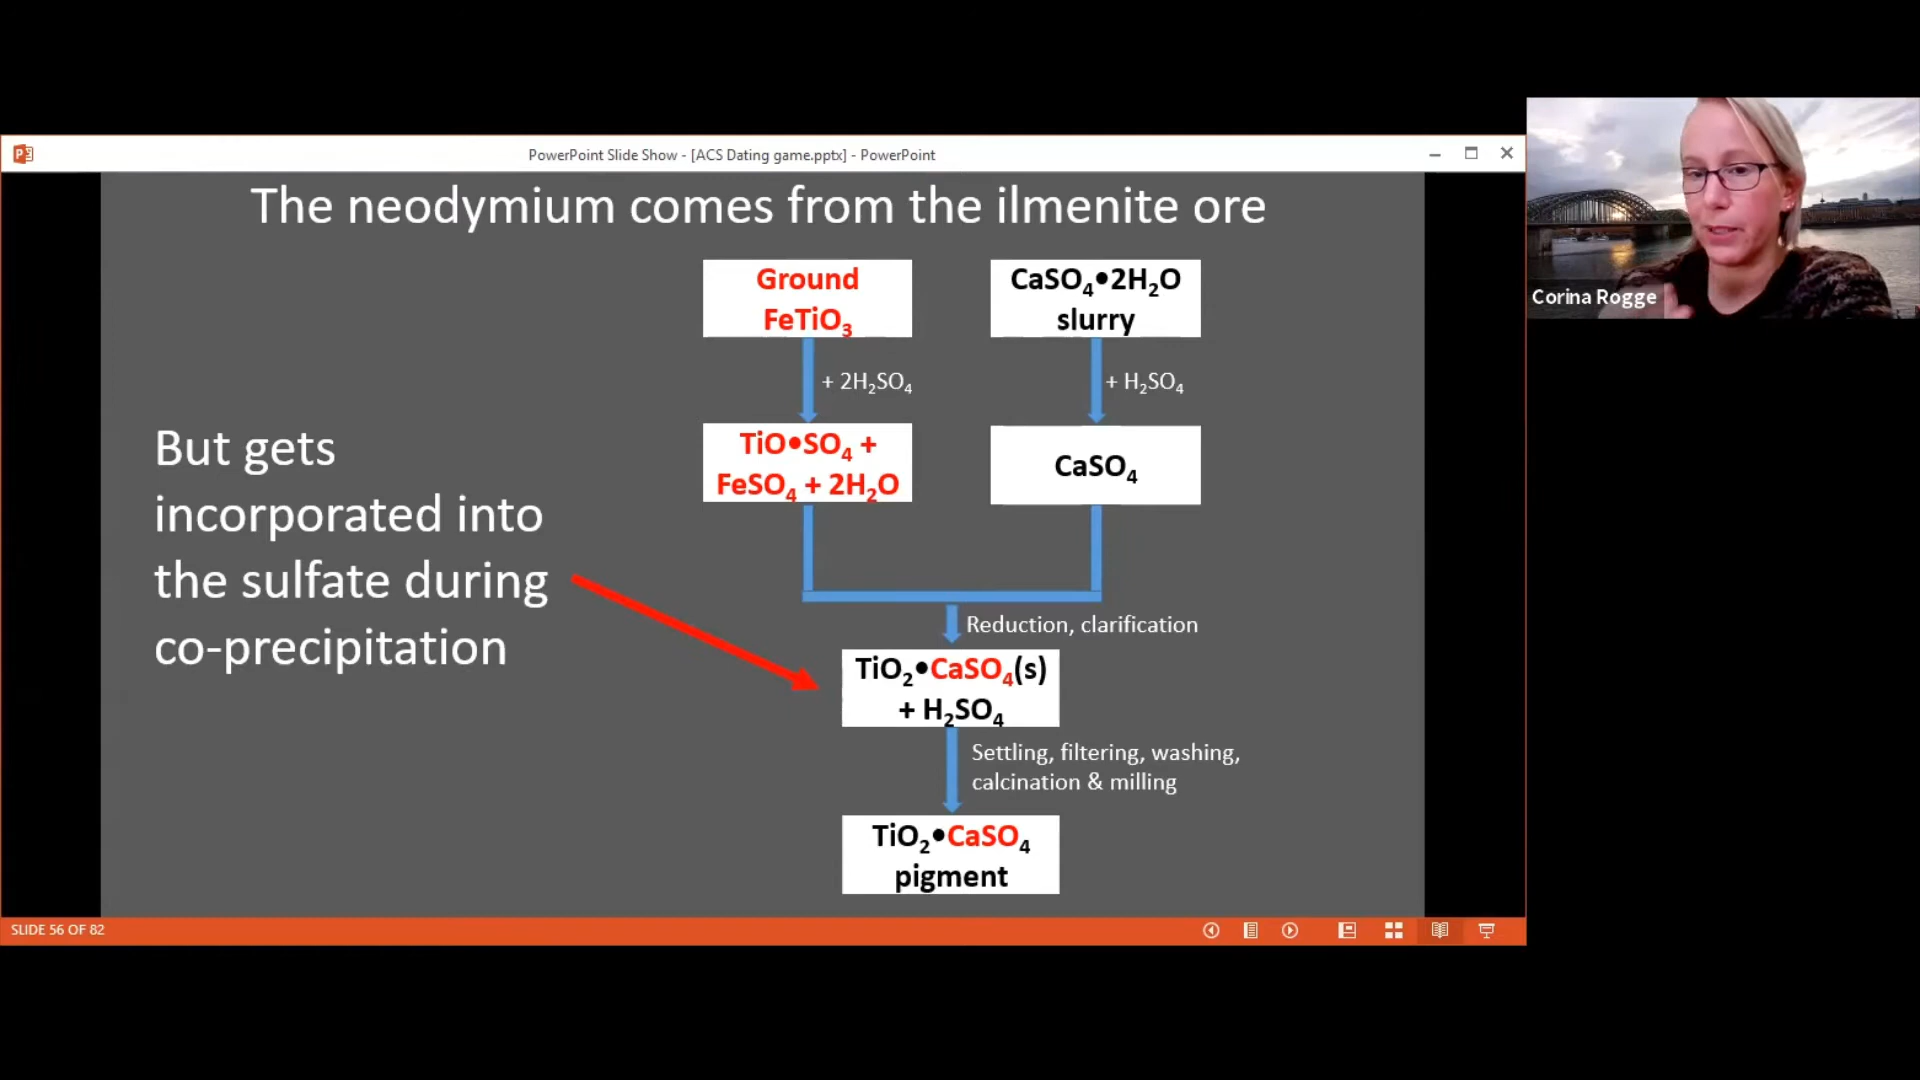 PowerPoint Slide Show - [ACS Dating game.pptx] - PowerPoint
The neodymium comes from the ilmenite ore
Ground
FeTiO₃
CaSO₄•2H₂O
slurry
+ 2H₂SO₄
+ H₂SO₄
TiO•SO₄ +
FeSO₄ + 2H₂O
CaSO₄
But gets
incorporated into
the sulfate during
co-precipitation
Reduction, clarification
TiO₂•CaSO₄(s)
+ H₂SO₄
Settling, filtering, washing,
calcination & milling
TiO₂•CaSO₄
pigment
SLIDE 56 OF 82
Corina Rogge